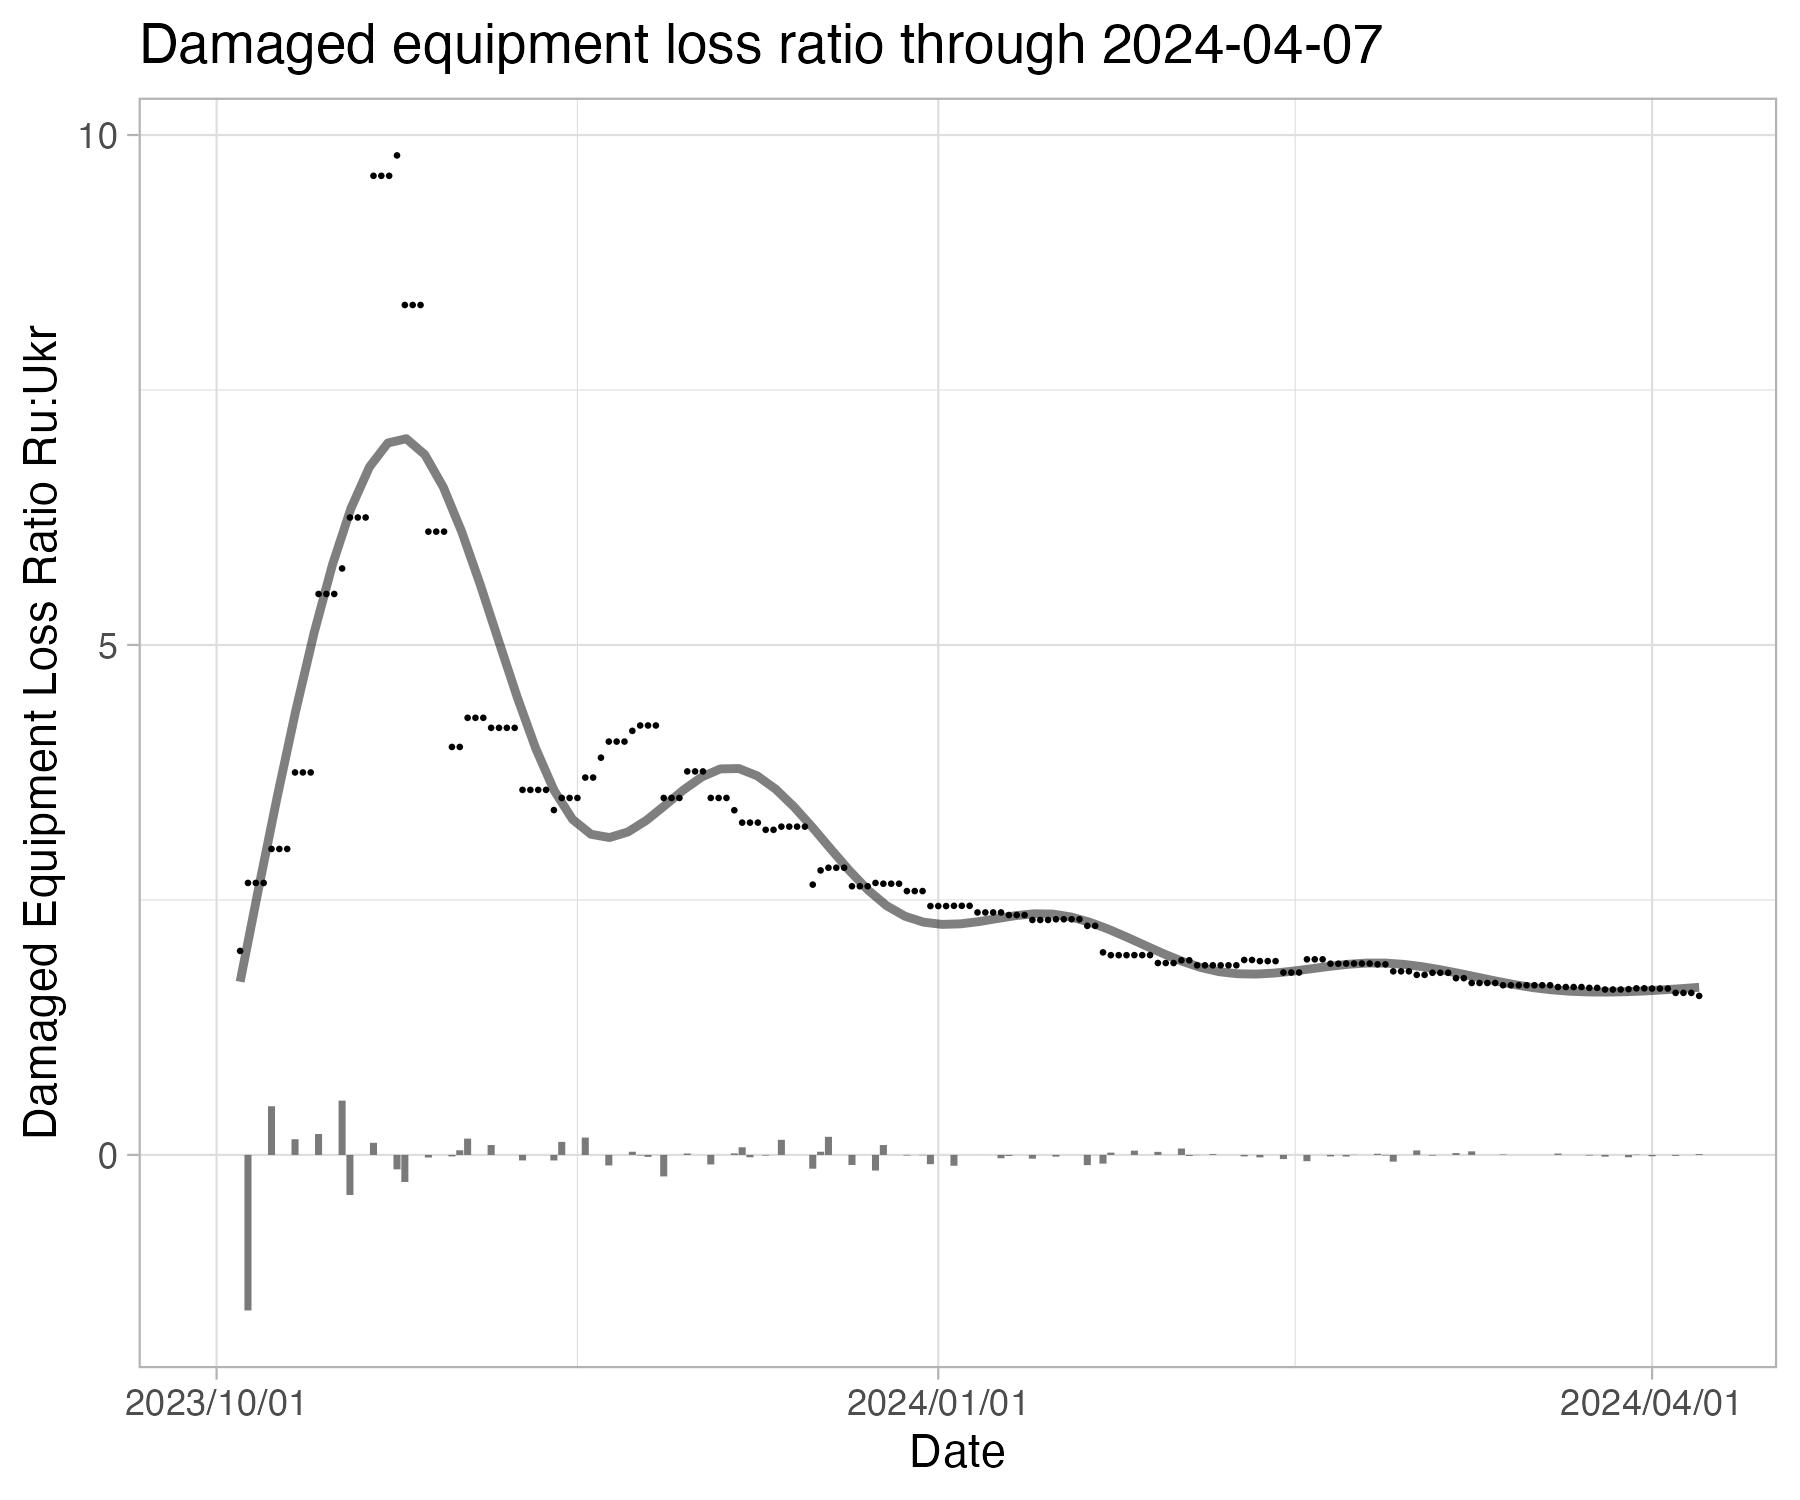 Damaged equipment loss ratio through 2024-04-07
Damaged Equipment Loss Ratio Ru:Ukr
10
5
0
2023/10/01
2024/01/01
2024/04/01
Date